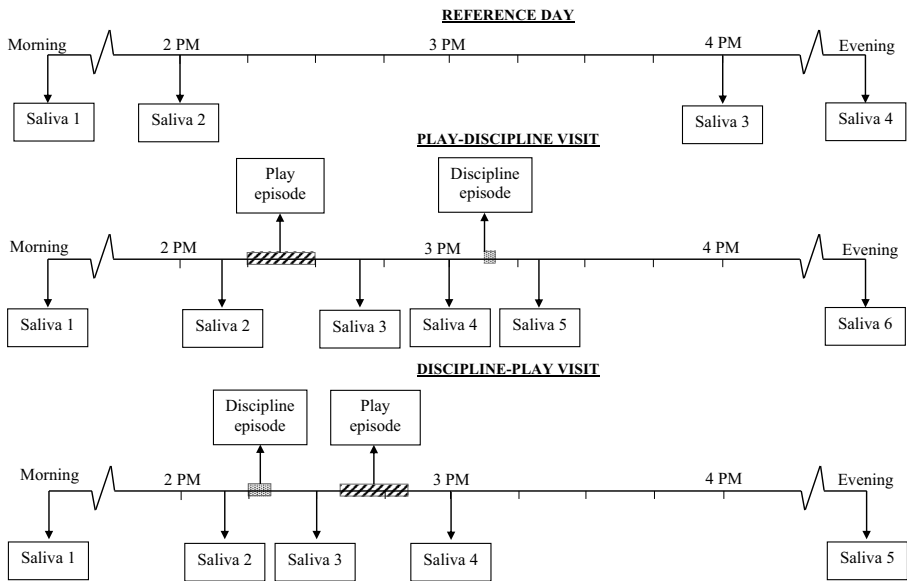 REFERENCE DAY
Morning 2 PM 3 PM 4 PM Evening
Saliva 1 Saliva 2 Saliva 3 Saliva 4
PLAY-DISCIPLINE VISIT
Play
episode
Discipline
episode
Morning 2 PM 3 PM 4 PM Evening
Saliva 1 Saliva 2 Saliva 3 Saliva 4 Saliva 5 Saliva 6
DISCIPLINE-PLAY VISIT
Discipline
episode
Play
episode
Morning 2 PM 3 PM 4 PM Evening
Saliva 1 Saliva 2 Saliva 3 Saliva 4 Saliva 5